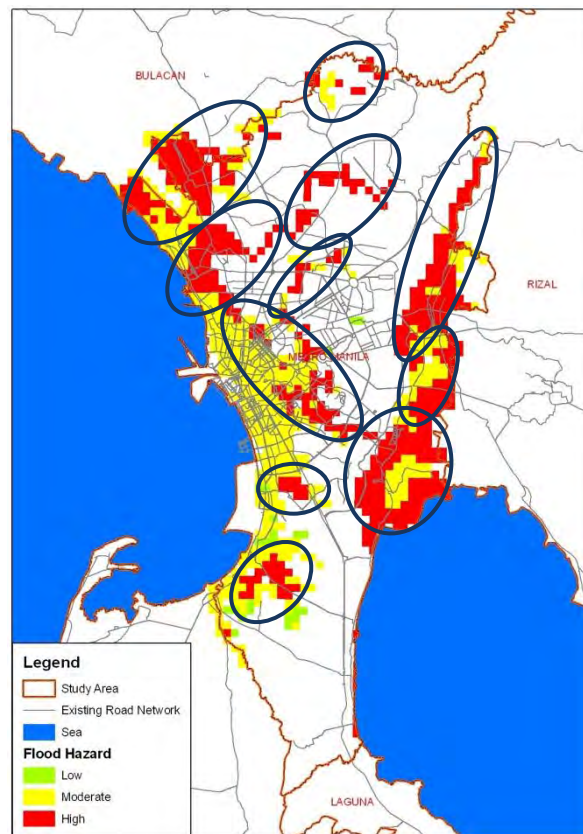 BULACAN
RIZAL
METRO MANILA
Legend
Study Area
Existing Road Network
Sea
Flood Hazard
Low
Moderate
High
LAGUNA